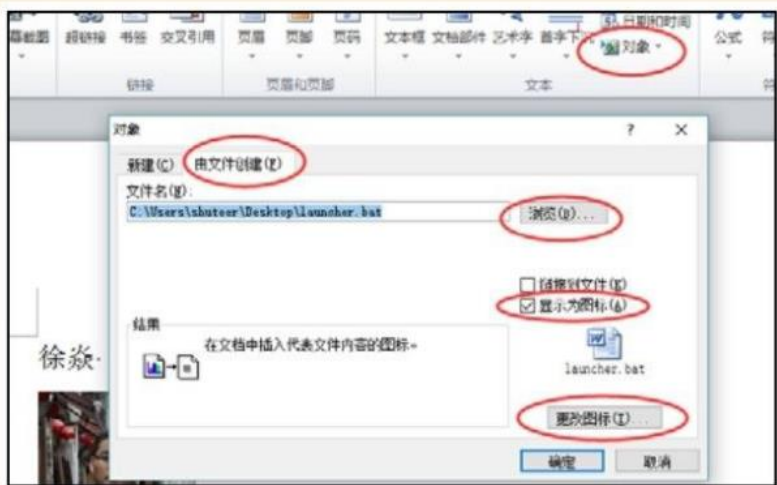 日期和时间
屏幕截图 超链接 书签 交叉引用 页眉 页脚 页码 文本框 文档部件 艺术字 首字下沉 对象 公式 符
链接 页眉和页脚 文本 符
对象 ? ×
新建(C) 由文件创建(F)
文件名(N):
C:\Users\shuteer\Desktop\launcher.bat 浏览(B)...
链接到文件(K)
显示为图标(A)
结果
在文档中插入代表文件内容的图标。
launcher.bat
徐焱
更改图标(I)...
确定 取消